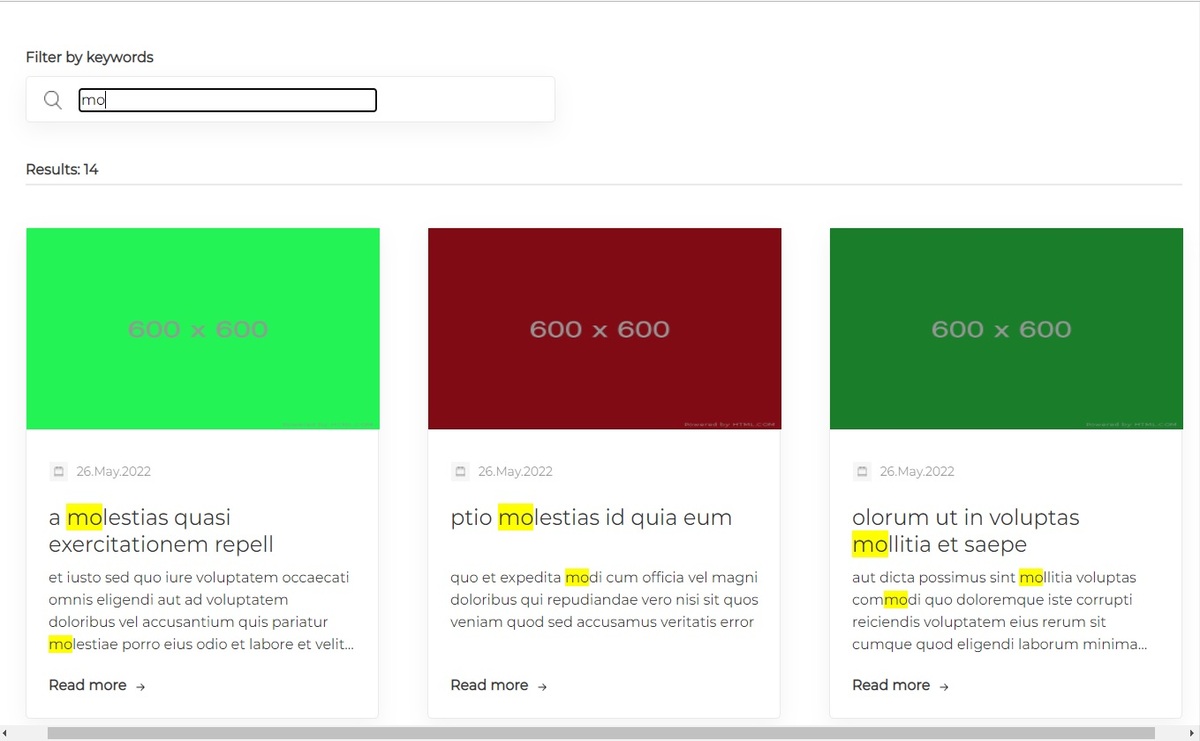 Filter by keywords
mo
Results: 14
600 x 600
600 x 600
Powered by HTML.COM
600 x 600
Powered by HTML.COM
26.May.2022
a molestias quasi
exercitationem repell
et iusto sed quo iure voluptatem occaecati
omnis eligendi aut ad voluptatem
doloribus vel accusantium quis pariatur
molestiae porro eius odio et labore et velit...
Read more →
26.May.2022
ptio molestias id quia eum
quo et expedita modi cum officia vel magni
doloribus qui repudiandae vero nisi sit quos
veniam quod sed accusamus veritatis error
Read more →
26.May.2022
olorum ut in voluptas
mollitia et saepe
aut dicta possimus sint mollitia voluptas
commodi quo doloremque iste corrupti
reiciendis voluptatem eius rerum sit
cumque quod eligendi laborum minima...
Read more →